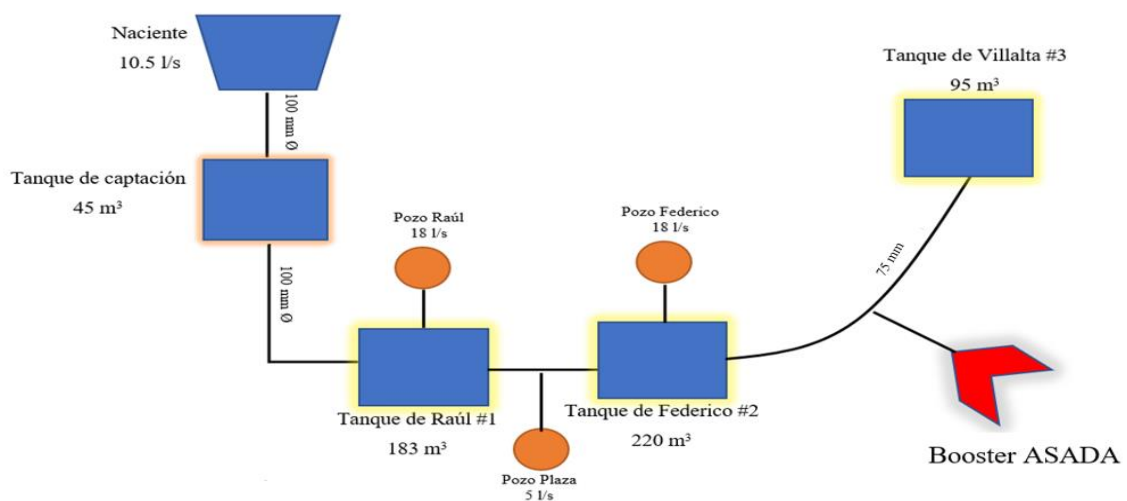 Naciente
10.5 l/s
100 mm Ø
Tanque de captación
45 m³
100 mm Ø
Pozo Raúl
18 l/s
Tanque de Raúl #1
183 m³
Pozo Plaza
5 l/s
Pozo Federico
18 l/s
Tanque de Federico #2
220 m³
75 mm
Tanque de Villalta #3
95 m³
Booster ASADA